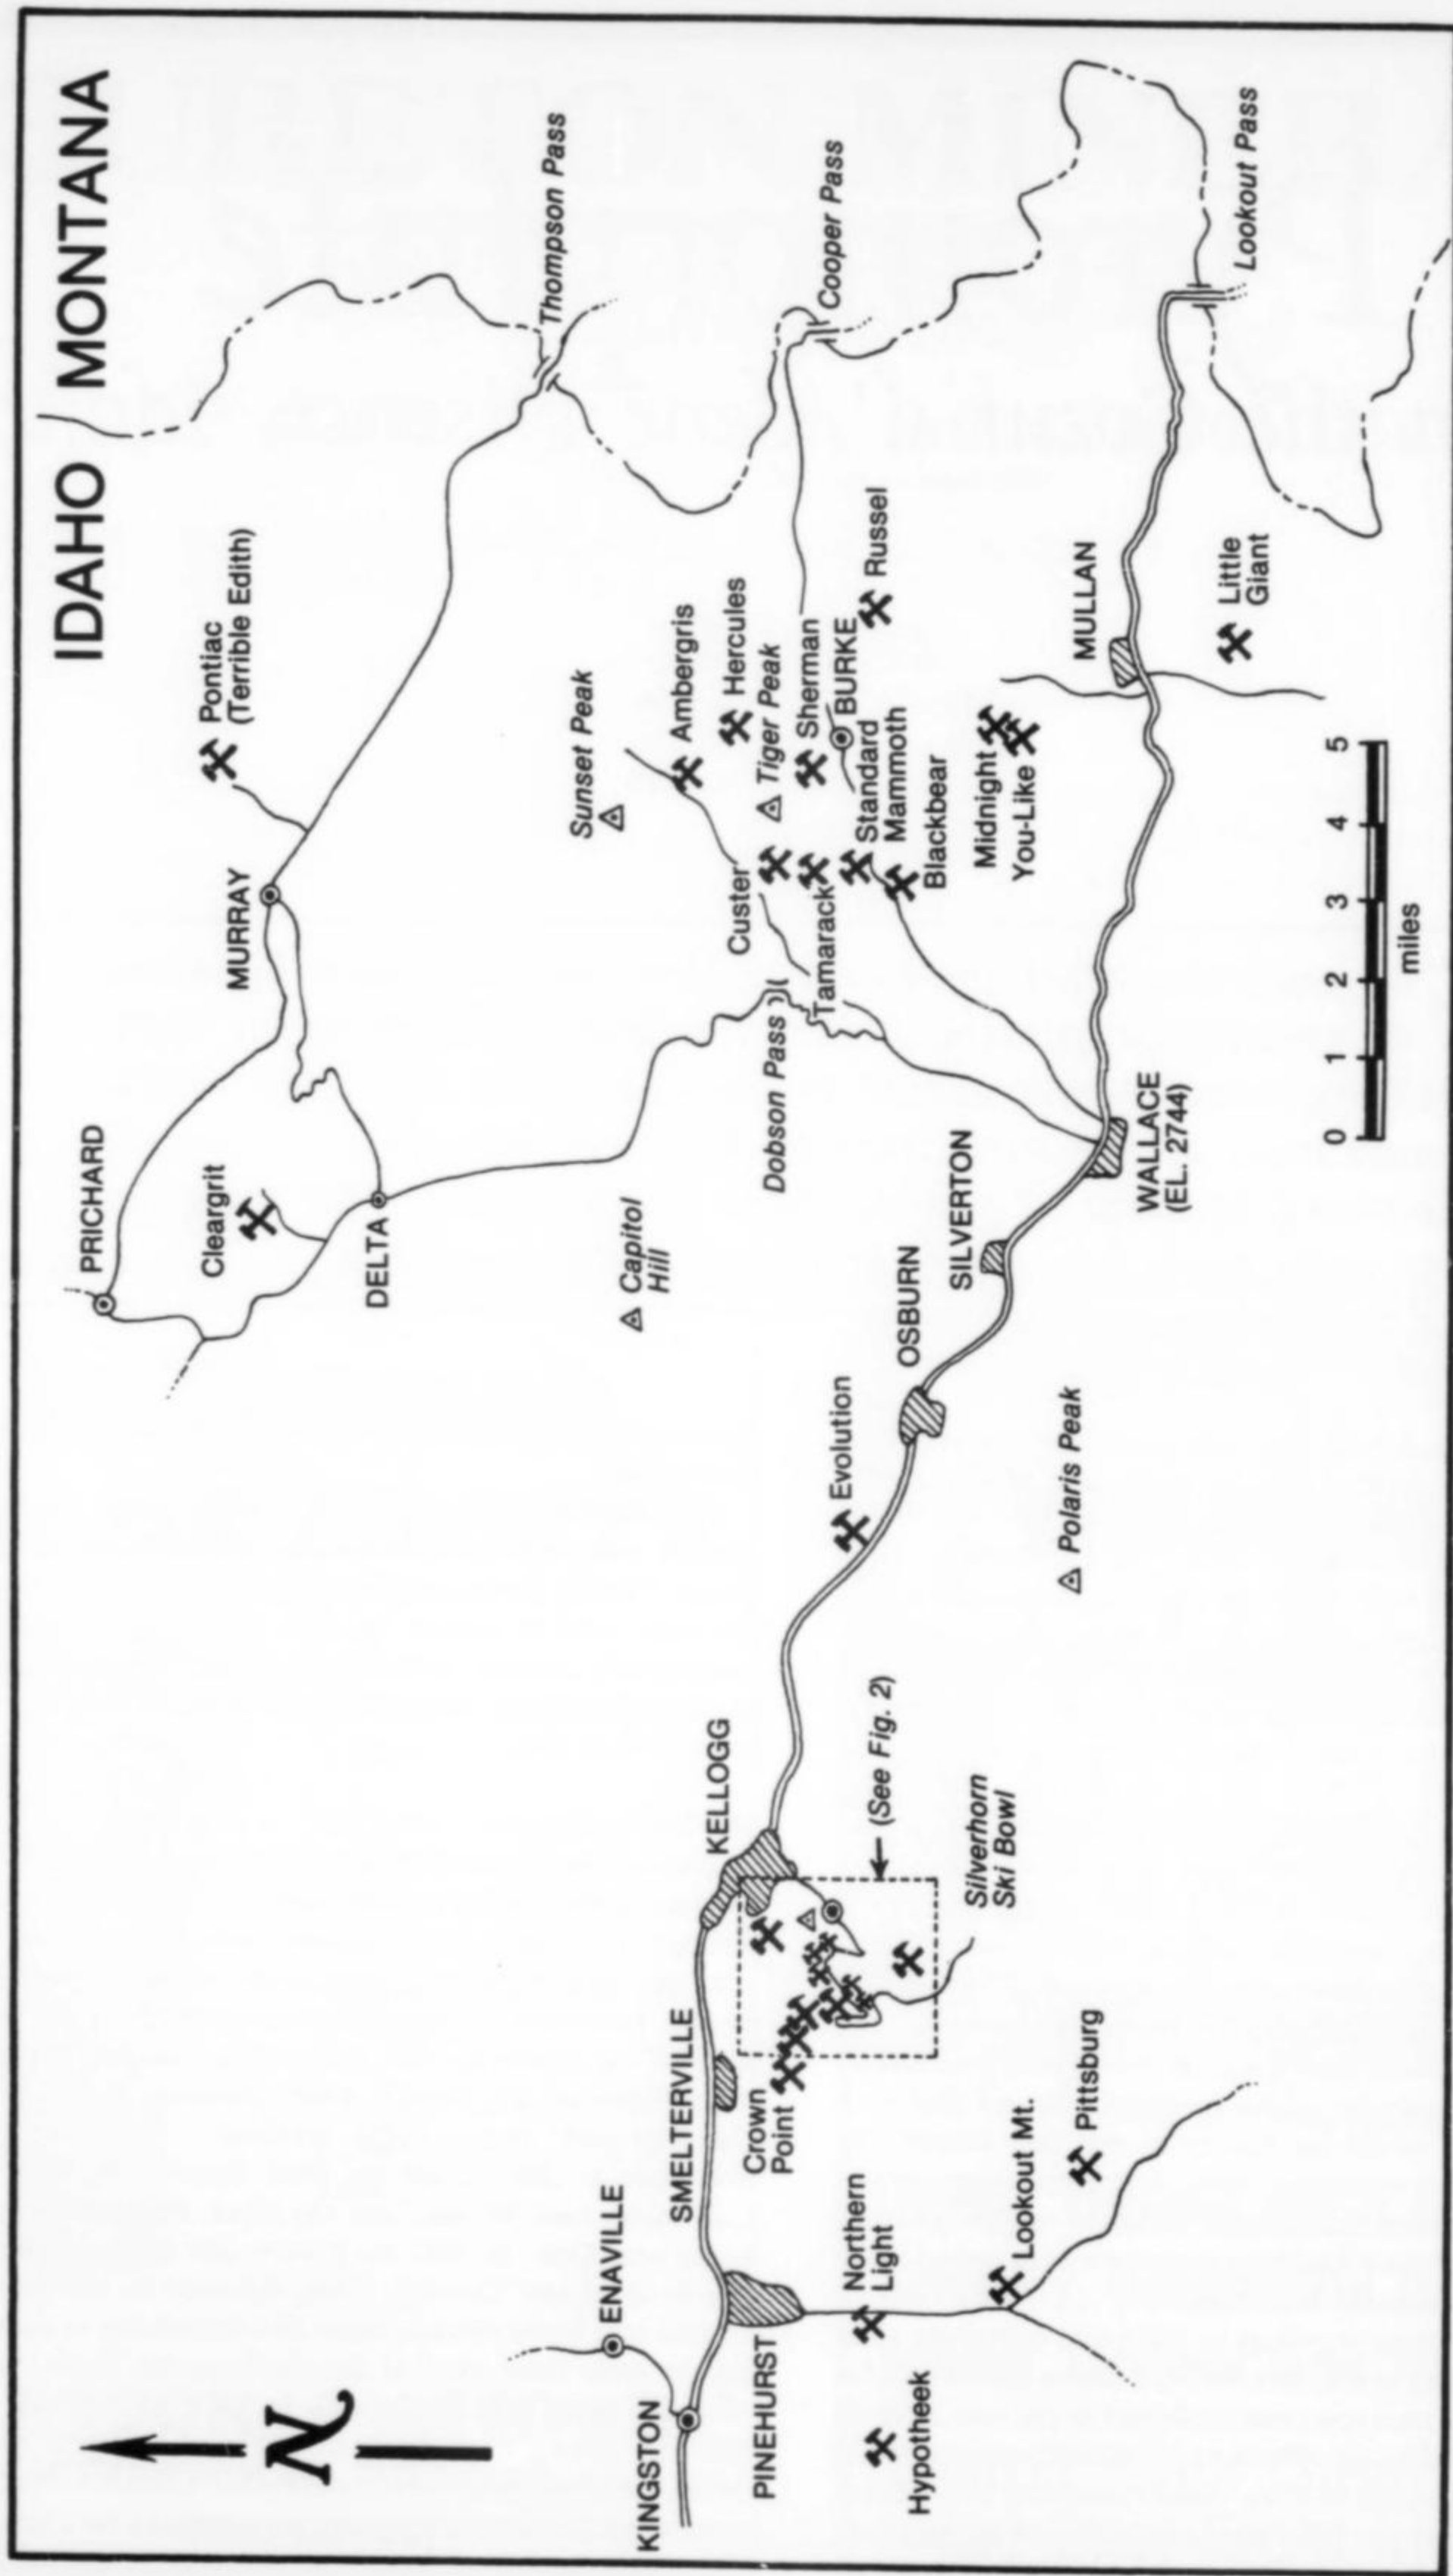 IDAHO MONTANA
PRICHARD
MURRAY
Pontiac
(Terrible Edith)
Cleargrit
DELTA
Thompson Pass
Sunset Peak
Capitol
Hill
Ambergris
Hercules
Tiger Peak
Custer
Sherman
Cooper Pass
BURKE
Russel
Dobson Pass
Tamarack
Standard
Mammoth
Blackbear
Midnight
You-Like
MULLAN
Lookout Pass
Little
Giant
WALLACE
(EL. 2744)
SILVERTON
OSBURN
Evolution
Polaris Peak
KELLOGG
(See Fig. 2)
Silverhorn
Ski Bowl
SMELTERVILLE
Crown
Point
ENAVILLE
KINGSTON
PINEHURST
Northern
Light
Hypotheek
Lookout Mt.
Pittsburg
N
0 1 2 3 4 5
miles